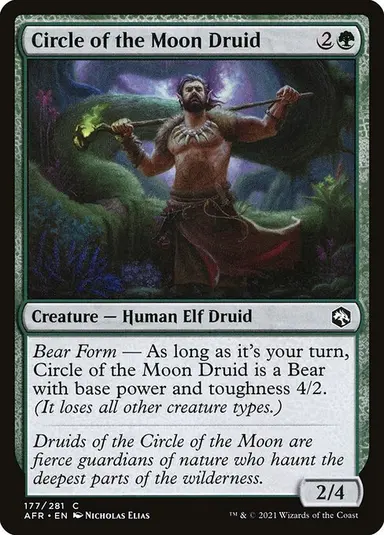 Circle of the Moon Druid 2
Creature — Human Elf Druid
Bear Form — As long as it's your turn,
Circle of the Moon Druid is a Bear
with base power and toughness 4/2.
(It loses all other creature types.)
Druids of the Circle of the Moon are
fierce guardians of nature who haunt the
deepest parts of the wilderness.
2/4
177/281 C
AFR • EN Nicholas Elias
™ & © 2021 Wizards of the Coast